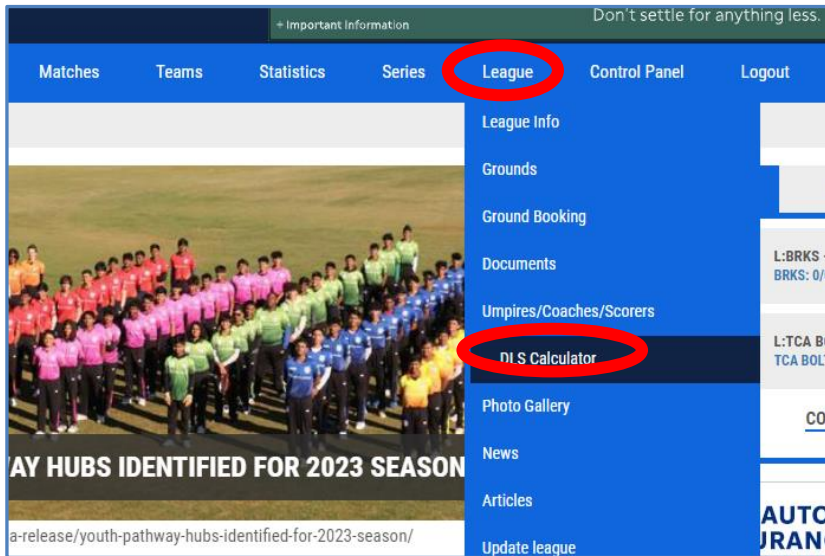 + Important Information
Don't settle for anything less.
Matches Teams Statistics Series League Control Panel Logout
League Info
Grounds
Ground Booking
Documents
Umpires/Coaches/Scorers
DLS Calculator
Photo Gallery
News
Articles
Update league
AY HUBS IDENTIFIED FOR 2023 SEASON
a-release/youth-pathway-hubs-identified-for-2023-season/
L:BRKS
BRKS: 0/
L:TCA B
TCA BOL
CO
AUTO
URAN